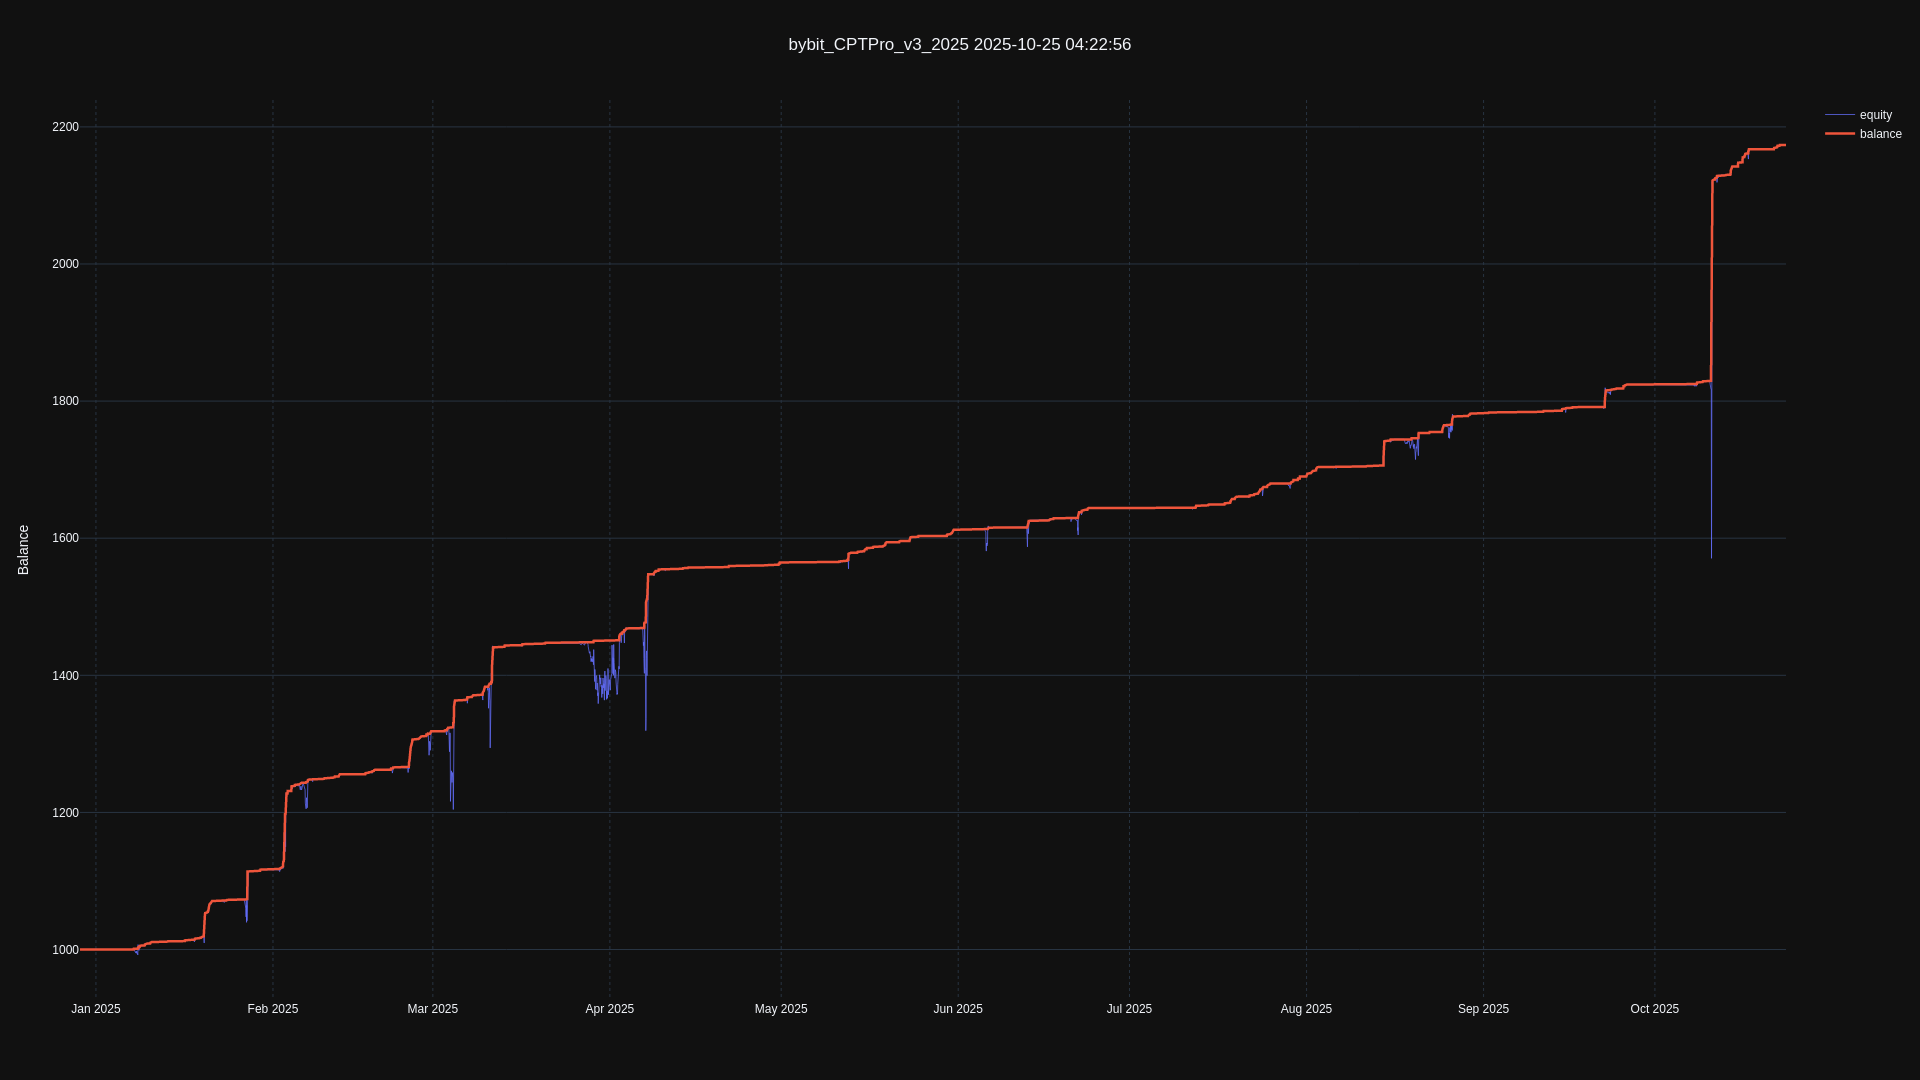 bybit_CPTPro_v3_2025 2025-10-25 04:22:56
equity
balance
2200
2000
1800
1600
1400
1200
1000
Balance
Jan 2025
Feb 2025
Mar 2025
Apr 2025
May 2025
Jun 2025
Jul 2025
Aug 2025
Sep 2025
Oct 2025